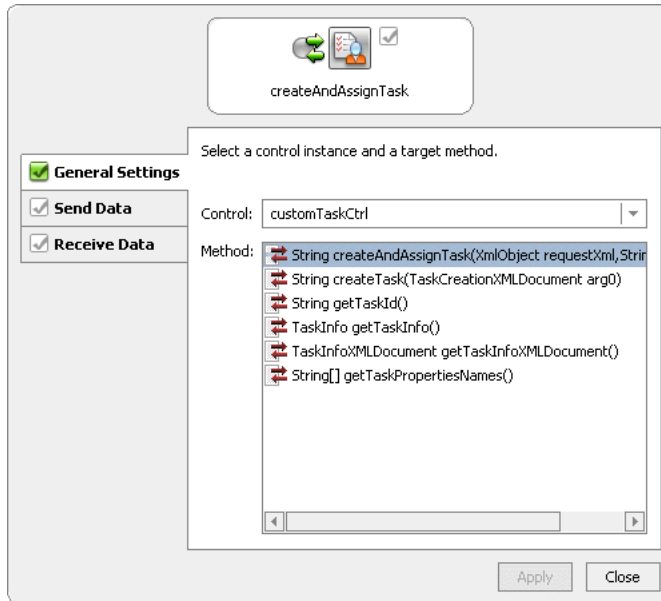 createAndAssignTask
Select a control instance and a target method.
General Settings
Send Data
Receive Data
Control: customTaskCtrl
Method:
String createAndAssignTask(XmlObject requestXml,Strin
String createTask(TaskCreationXMLDocument arg0)
String getTaskId()
TaskInfo getTaskInfo()
TaskInfoXMLDocument getTaskInfoXMLDocument()
String[] getTaskPropertiesNames()
Apply Close